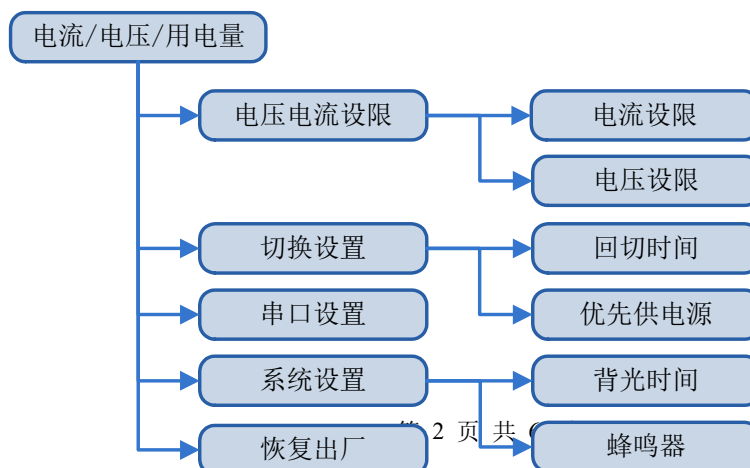 电流/电压/用电量
电压电流设限
电流设限
电压设限
切换设置
回切时间
串口设置
优先供电源
系统设置
背光时间
2 页 共
恢复出厂
蜂鸣器